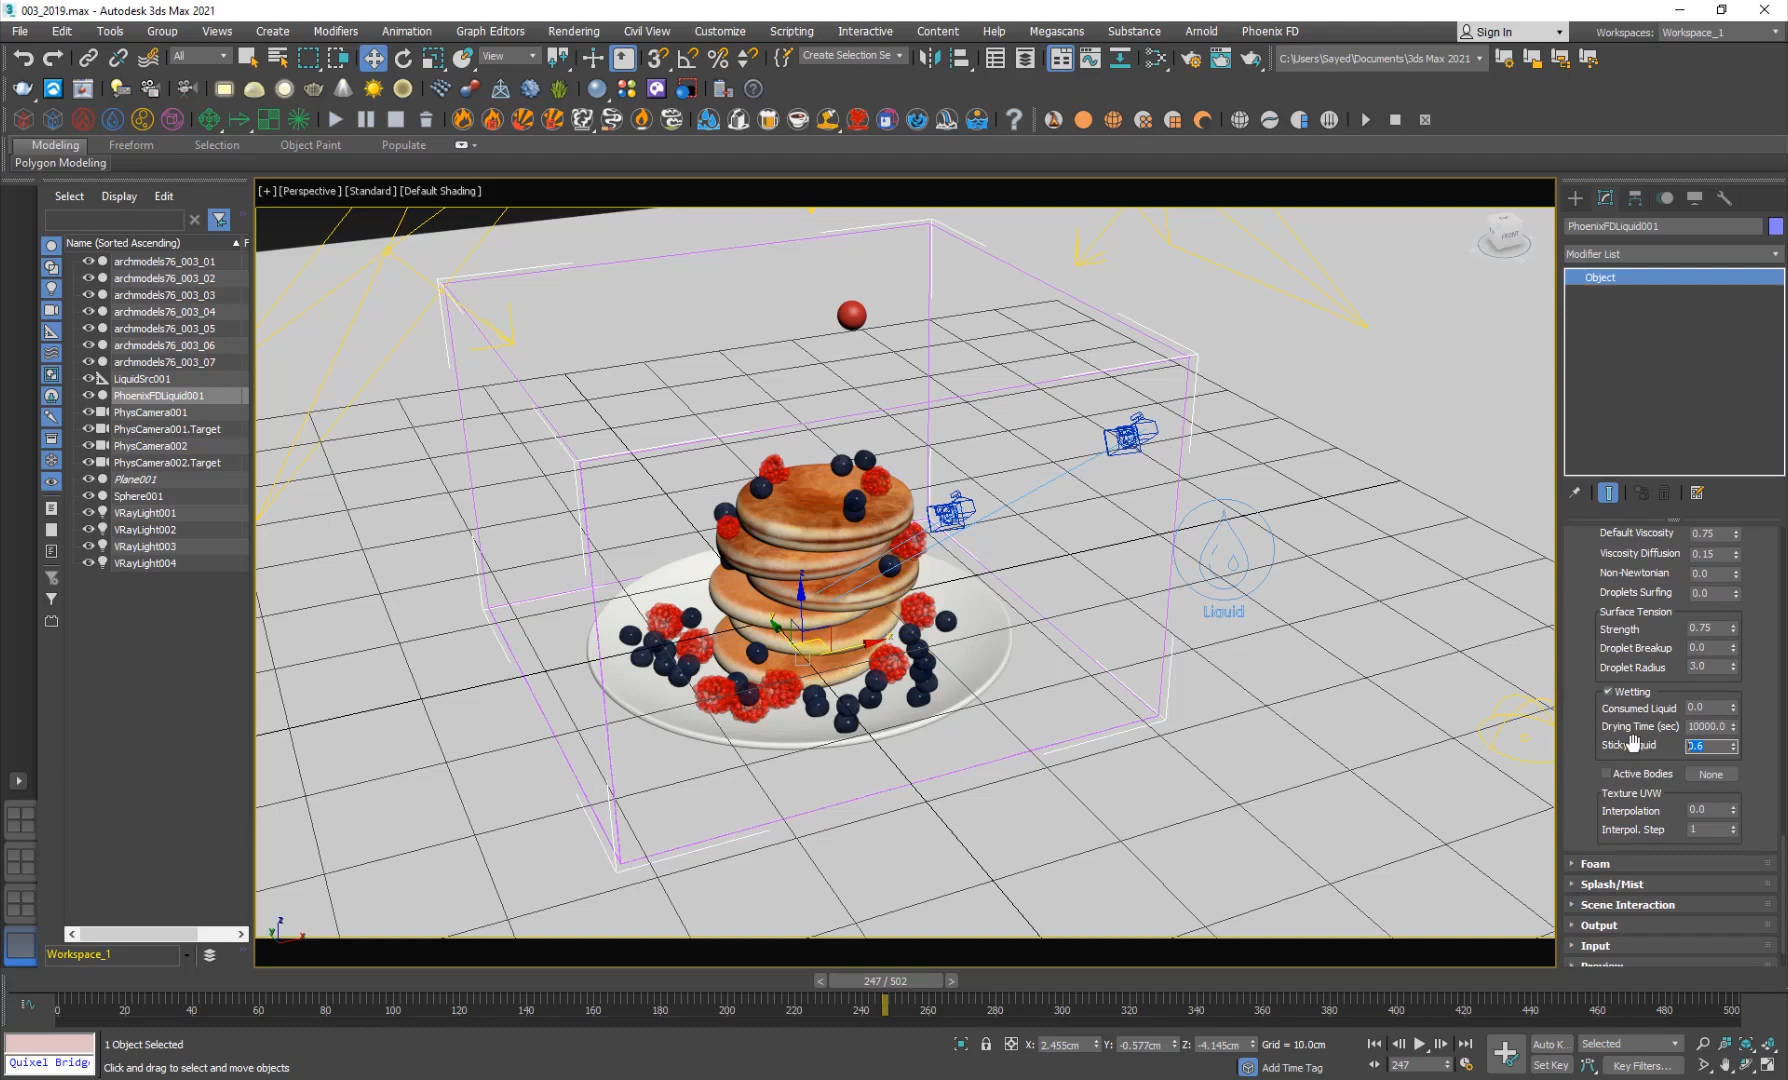 003_2019.max - Autodesk 3ds Max 2021
File Edit Tools Group Views Create Modifiers Animation Graph Editors Rendering Civil View Customize Scripting Interactive Content Help Megascans Substance Arnold Phoenix FD Sign In Workspaces: Workspace_1
All View Create Selection Se C:\Users\Sayed\Documents\3ds Max 2021
Modeling Freeform Selection Object Paint Populate
Polygon Modeling
Select Display Edit
[+] [Perspective ] [Standard ] [Default Shading ]
Name (Sorted Ascending) F
archmodels76_003_01
archmodels76_003_02
archmodels76_003_03
archmodels76_003_04
archmodels76_003_05
archmodels76_003_06
archmodels76_003_07
LiquidSrc001
PhoenixFDLiquid001
PhysCamera001
PhysCamera001.Target
PhysCamera002
PhysCamera002.Target
Plane001
Sphere001
VRayLight001
VRayLight002
VRayLight003
VRayLight004
Workspace_1
FRONT
Liquid
z
x
z
y
x
PhoenixFDLiquid001
Modifier List
Object
Default Viscosity 0.75
Viscosity Diffusion 0.15
Non-Newtonian 0.0
Droplets Surfing 0.0
Surface Tension
Strength 0.75
Droplet Breakup 0.0
Droplet Radius 3.0
Wetting
Consumed Liquid 0.0
Drying Time (sec) 10000.0
Sticky Liquid 0.6
Active Bodies None
Texture UVW
Interpolation 0.0
Interpol. Step 1
Foam
Splash/Mist
Scene Interaction
Output
Input
Preview
< 247 / 502 >
0 20 40 60 80 100 120 140 160 180 200 220 240 260 280 300 320 340 360 380 400 420 440 460 480 500
Quixel Bridg
1 Object Selected
Click and drag to select and move objects
X: 2.455cm Y: -0.577cm Z: -4.145cm Grid = 10.0cm
Add Time Tag
247
Auto K... Selected
Set Key Key Filters...